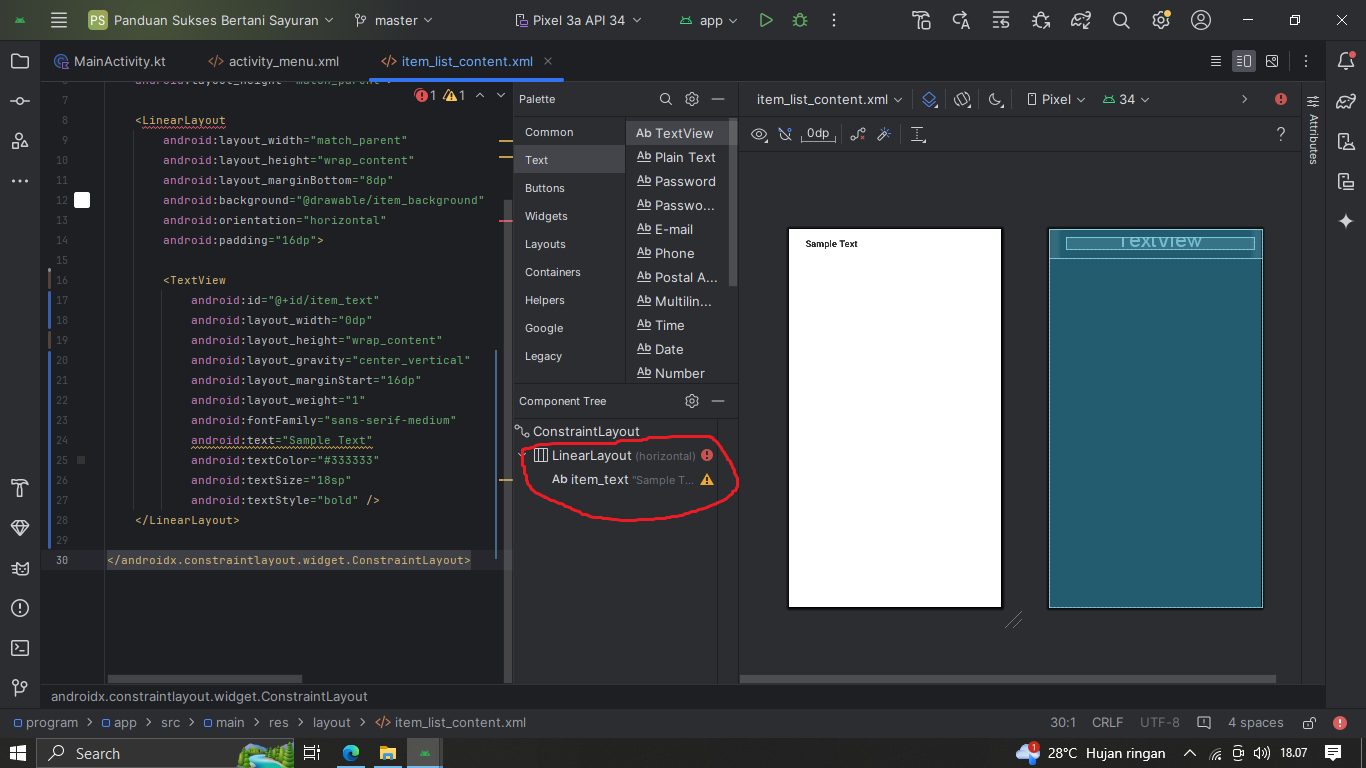 PS Panduan Sukses Bertani Sayuran master Pixel 3a API 34 app
MainActivity.kt activity_menu.xml item_list_content.xml
1 1
7
8 <LinearLayout
9 android:layout_width="match_parent"
10 android:layout_height="wrap_content"
11 android:layout_marginBottom="8dp"
12 android:background="@drawable/item_background"
13 android:orientation="horizontal"
14 android:padding="16dp">
15
16 <TextView
17 android:id="@+id/item_text"
18 android:layout_width="0dp"
19 android:layout_height="wrap_content"
20 android:layout_gravity="center_vertical"
21 android:layout_marginStart="16dp"
22 android:layout_weight="1"
23 android:fontFamily="sans-serif-medium"
24 android:text="Sample Text"
25 android:textColor="#333333"
26 android:textSize="18sp"
27 android:textStyle="bold" />
28 </LinearLayout>
29
30 </androidx.constraintlayout.widget.ConstraintLayout>
Palette
Common
Text
Buttons
Widgets
Layouts
Containers
Helpers
Google
Legacy
Ab TextView
Ab Plain Text
Ab Password
Ab Passwo...
Ab E-mail
Ab Phone
Ab Postal A...
Ab Multilin...
Ab Time
Ab Date
Ab Number
Component Tree
ConstraintLayout
LinearLayout (horizontal)
Ab item_text "Sample T...
item_list_content.xml Pixel 34
0dp ?
Sample Text
TextView
Attributes
androidx.constraintlayout.widget.ConstraintLayout
program > app > src > main > res > layout > item_list_content.xml 30:1 CRLF UTF-8 4 spaces
Search 1 28°C Hujan ringan 18.07